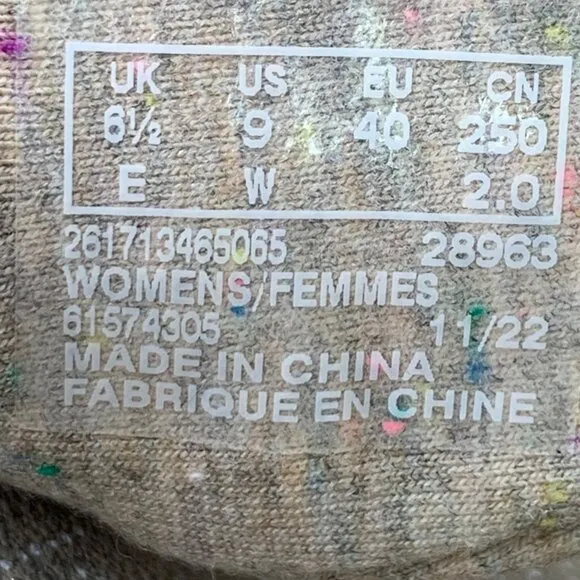 UK US EU CN
6½ 9 40 250
E W 2.0
261713465065 28963
WOMENS/FEMMES
61574305 11/22
MADE IN CHINA
FABRIQUE EN CHINE